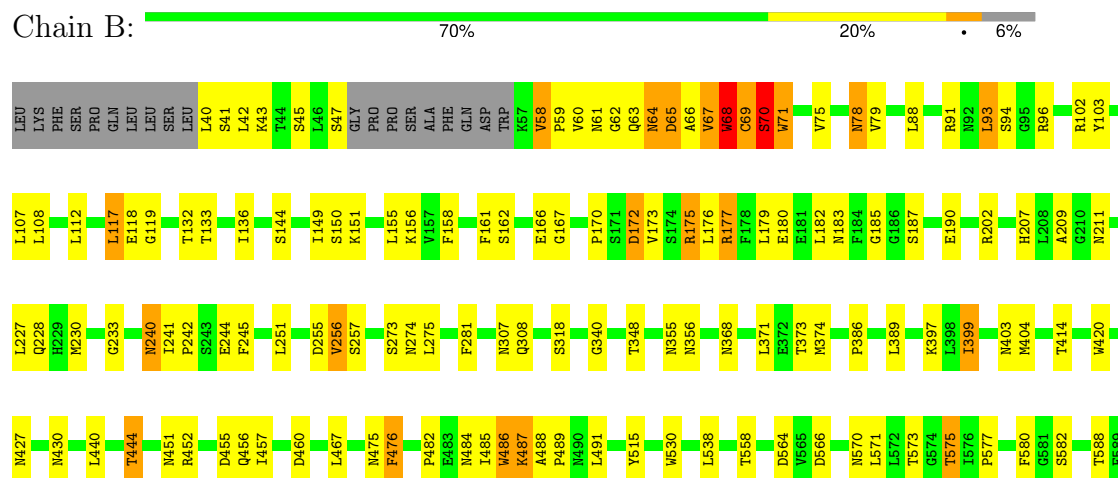 Chain B:
70% 20% • 6%
LEU LYS PHE SER PRO GLN LEU LEU SER LEU L40 S41 L42 K43 T44 S45 L46 S47 GLY PRO PRO SER ALA PHE GLN ASP TRP K57 V58 P59 V60 N61 G62 Q63 N64 D65 A66 V67 W68 C69 S70 W71 V75 N78 V79 L88 R91 N92 L93 S94 G95 R96 R102 Y103
L107 L108 L112 L117 E118 G119 T132 T133 I136 S144 I149 S150 K151 L155 K156 V157 F158 F161 S162 E166 G167 P170 S171 D172 V173 S174 R175 L176 R177 F178 L179 E180 E181 L182 N183 F184 G185 G186 S187 E190 R202 H207 L208 A209 G210 N211
L227 Q228 H229 M230 G233 N240 I241 P242 S243 E244 F245 L251 D255 V256 S257 S273 N274 L275 F281 N307 Q308 S318 G340 T348 N355 N356 N368 L371 E372 T373 M374 P386 L389 K397 L398 I399 N403 M404 T414 W420
N427 N430 L440 T444 N451 R452 D455 Q456 I457 D460 L467 N475 F476 P482 E483 N484 I485 W486 K487 A488 P489 N490 L491 Y515 W530 L538 T558 D564 V565 D566 N570 L571 L572 T573 G574 T575 I576 P577 F580 G581 S582 T588